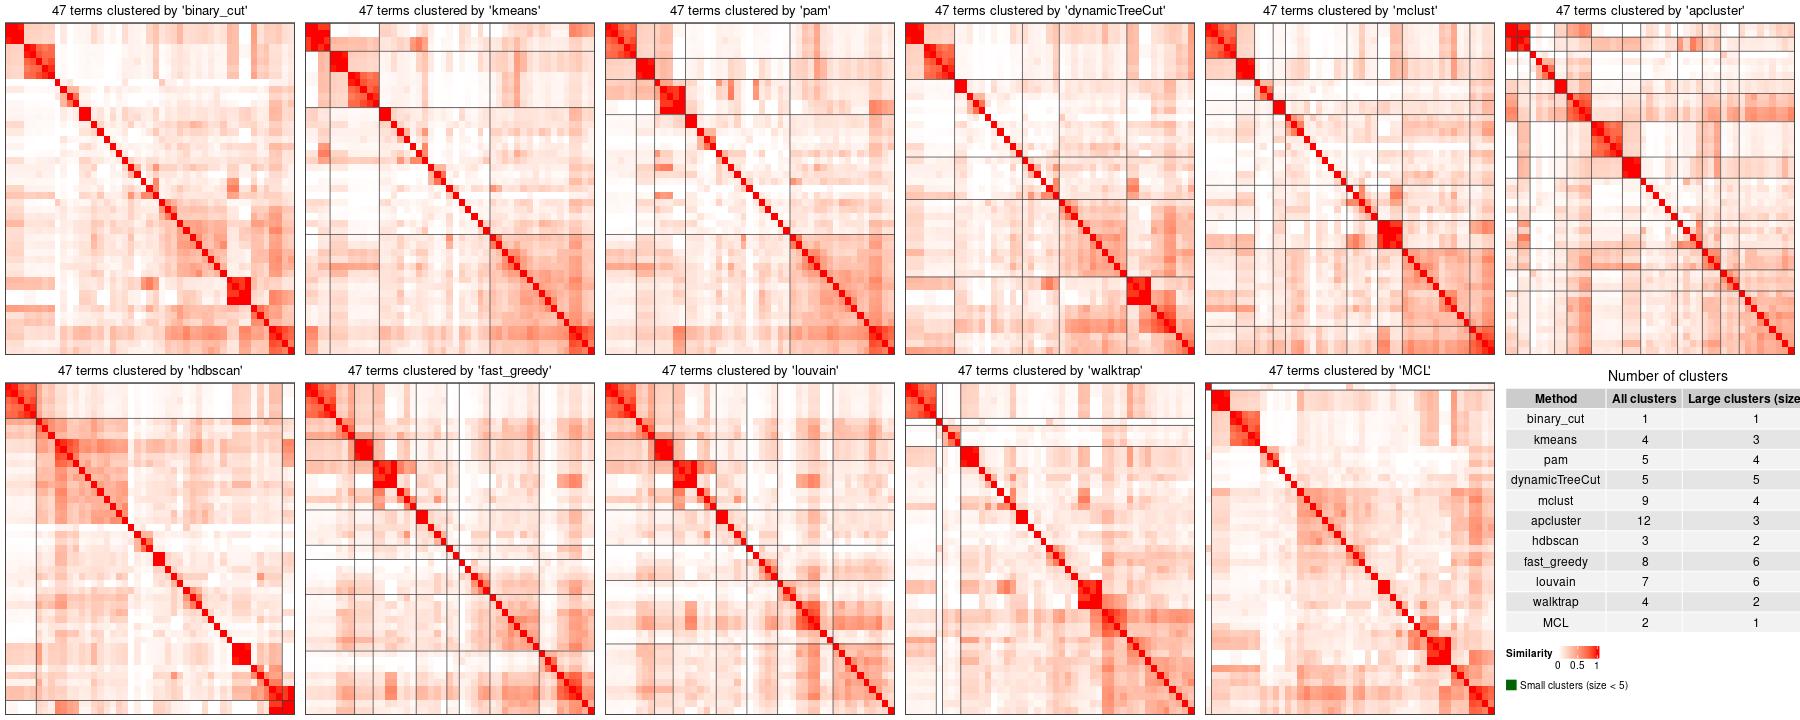 47 terms clustered by 'binary_cut'
47 terms clustered by 'kmeans'
47 terms clustered by 'pam'
47 terms clustered by 'dynamicTreeCut'
47 terms clustered by 'mclust'
47 terms clustered by 'apcluster'
47 terms clustered by 'hdbscan'
47 terms clustered by 'fast_greedy'
47 terms clustered by 'louvain'
47 terms clustered by 'walktrap'
47 terms clustered by 'MCL'
Number of clusters
Method All clusters Large clusters (size
binary_cut 1 1
kmeans 4 3
pam 5 4
dynamicTreeCut 5 5
mclust 9 4
apcluster 12 3
hdbscan 3 2
fast_greedy 8 6
louvain 7 6
walktrap 4 2
MCL 2 1
Similarity
0 0.5 1
Small clusters (size < 5)